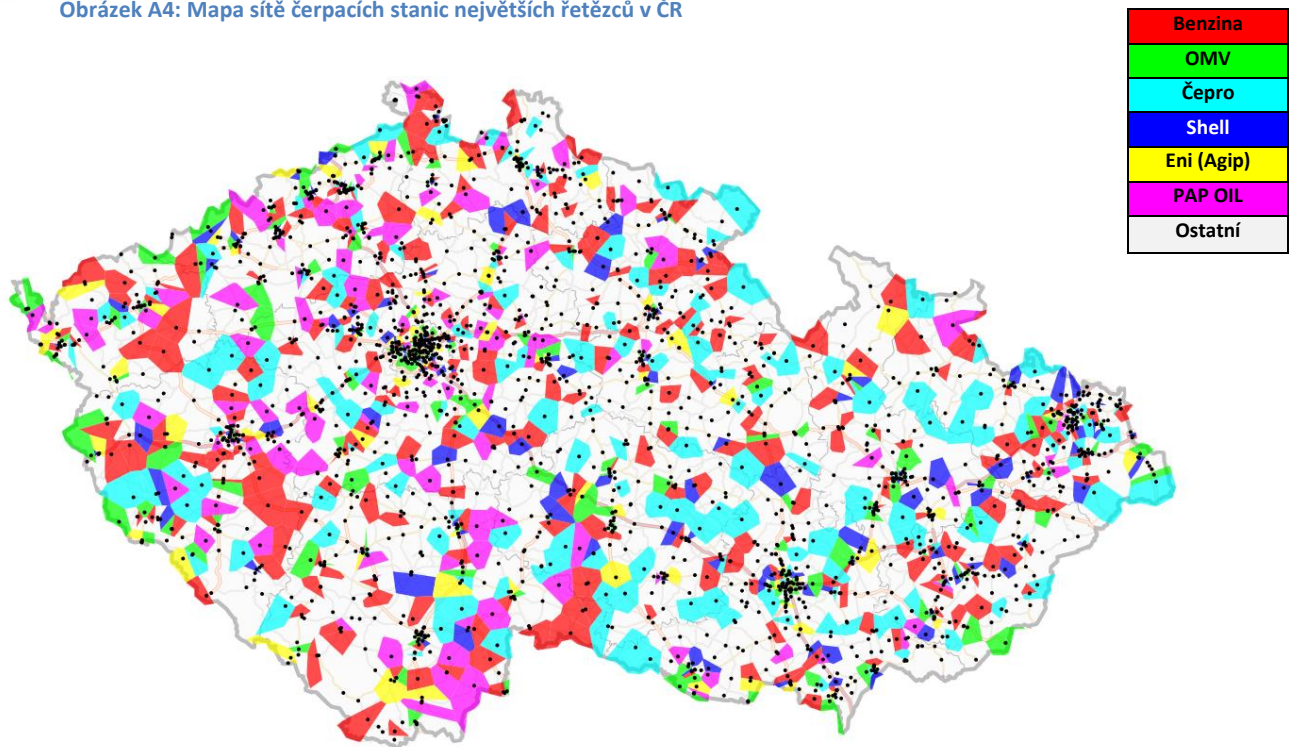 Obrázek A4: Mapa sítě čerpacích stanic největších řetězců v ČR
Benzina
OMV
Čepro
Shell
Eni (Agip)
PAP OIL
Ostatní